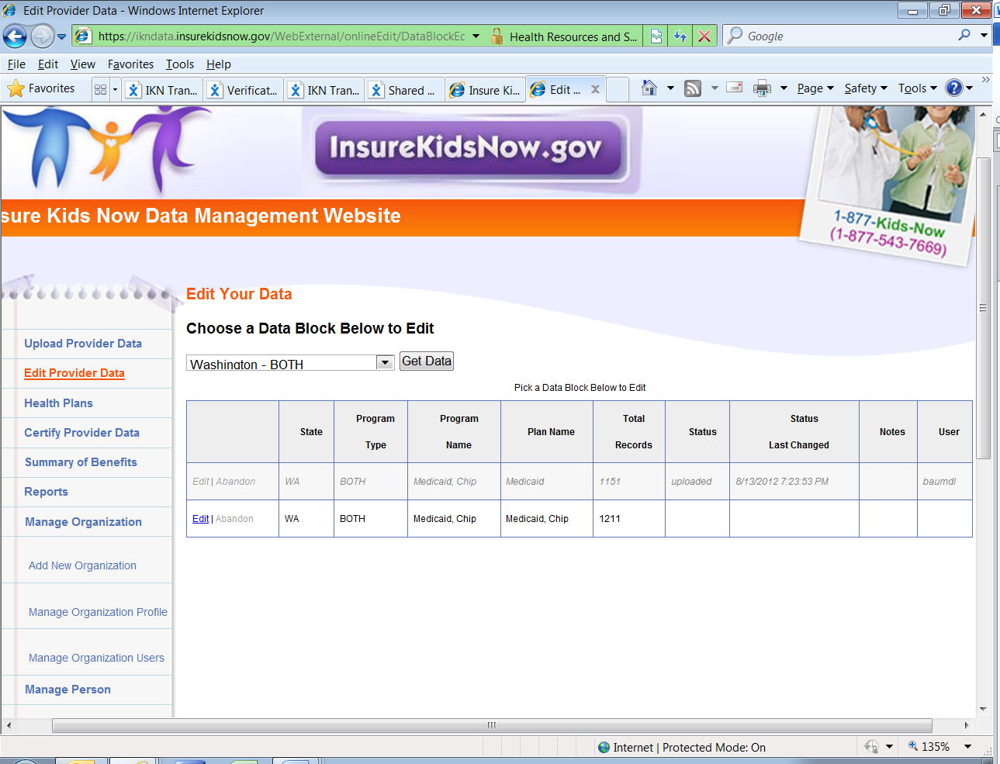 Edit Provider Data - Windows Internet Explorer
https://ikndata.insurekidsnow.gov/WebExternal/onlineEdit/DataBlockEc
Health Resources and S...
Google
File Edit View Favorites Tools Help
Favorites
IKN Tran...
Verificat...
IKN Tran...
Shared ...
Insure Ki...
Edit ...
Page
Safety
Tools
InsureKidsNow.gov
sure Kids Now Data Management Website
1-877-Kids-Now
(1-877-543-7669)
Upload Provider Data
Edit Provider Data
Health Plans
Certify Provider Data
Summary of Benefits
Reports
Manage Organization
Add New Organization
Manage Organization Profile
Manage Organization Users
Manage Person
Edit Your Data
Choose a Data Block Below to Edit
Washington - BOTH
Get Data
Pick a Data Block Below to Edit
State
Program Type
Program Name
Plan Name
Total Records
Status
Status Last Changed
Notes
User
Edit | Abandon WA BOTH Medicaid, Chip Medicaid 1151 uploaded 8/13/2012 7:23:53 PM baumdl
Edit | Abandon WA BOTH Medicaid, Chip Medicaid, Chip 1211
Internet | Protected Mode: On
135%